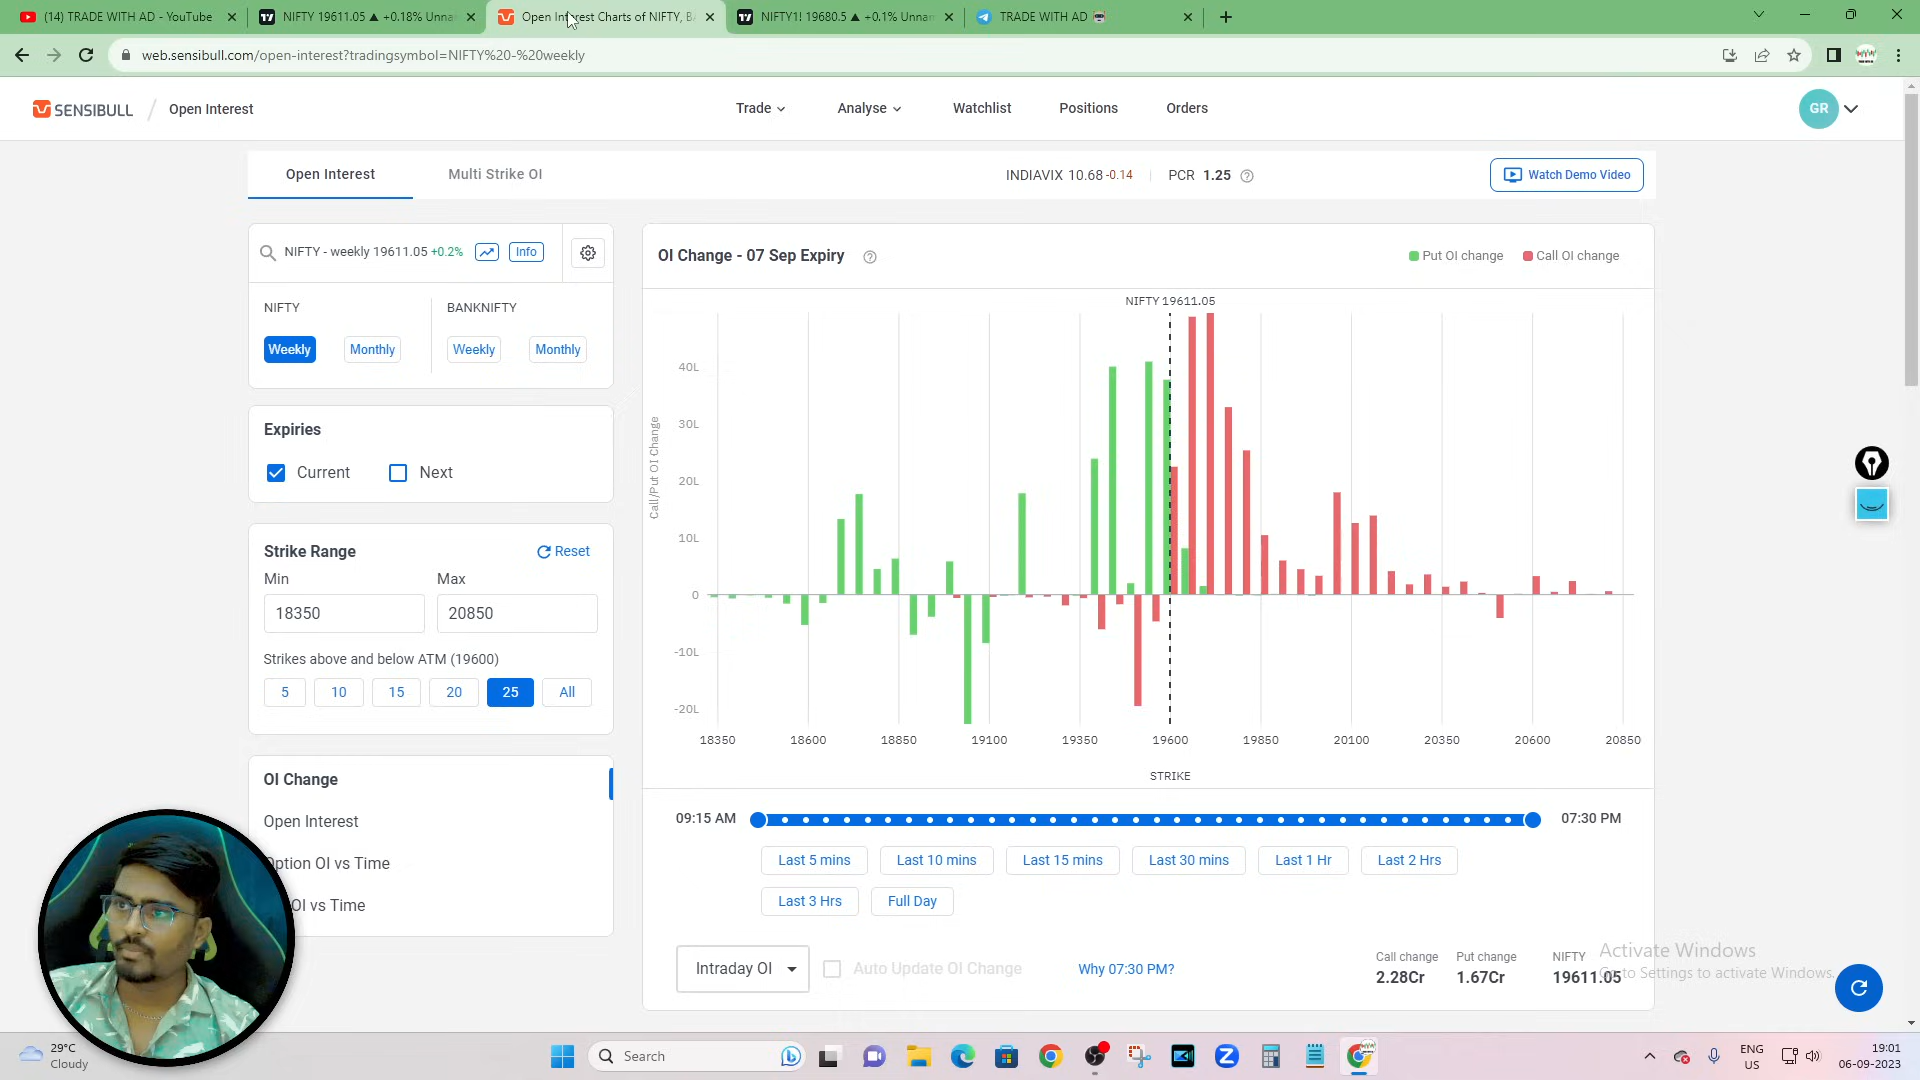 (14) TRADE WITH AD - YouTube
NIFTY 19611.05 ▲ +0.18% Unna
Open Interest Charts of NIFTY, B
NIFTY1! 19680.5 ▲ +0.1% Unnan
TRADE WITH AD
web.sensibull.com/open-interest?tradingsymbol=NIFTY%20-%20weekly
SENSIBULL / Open Interest
Trade
Analyse
Watchlist
Positions
Orders
GR
Open Interest
Multi Strike OI
INDIAVIX 10.68 -0.14
PCR 1.25
Watch Demo Video
NIFTY - weekly 19611.05 +0.2%
Info
NIFTY
BANKNIFTY
Weekly
Monthly
Weekly
Monthly
Expiries
Current
Next
Strike Range
Reset
Min
Max
18350
20850
Strikes above and below ATM (19600)
5 10 15 20 25 All
OI Change
Open Interest
ption OI vs Time
OI vs Time
OI Change - 07 Sep Expiry
Put OI change
Call OI change
NIFTY 19611.05
Call/Put OI Change
40L
30L
20L
10L
0
-10L
-20L
18350 18600 18850 19100 19350 19600 19850 20100 20350 20600 20850
STRIKE
09:15 AM
07:30 PM
Last 5 mins
Last 10 mins
Last 15 mins
Last 30 mins
Last 1 Hr
Last 2 Hrs
Last 3 Hrs
Full Day
Intraday OI
Auto Update OI Change
Why 07:30 PM?
Call change
2.28Cr
Put change
1.67Cr
NIFTY
19611.05
Activate Windows
Go to Settings to activate Windows.
29°C
Cloudy
Search
ENG
US
19:01
06-09-2023